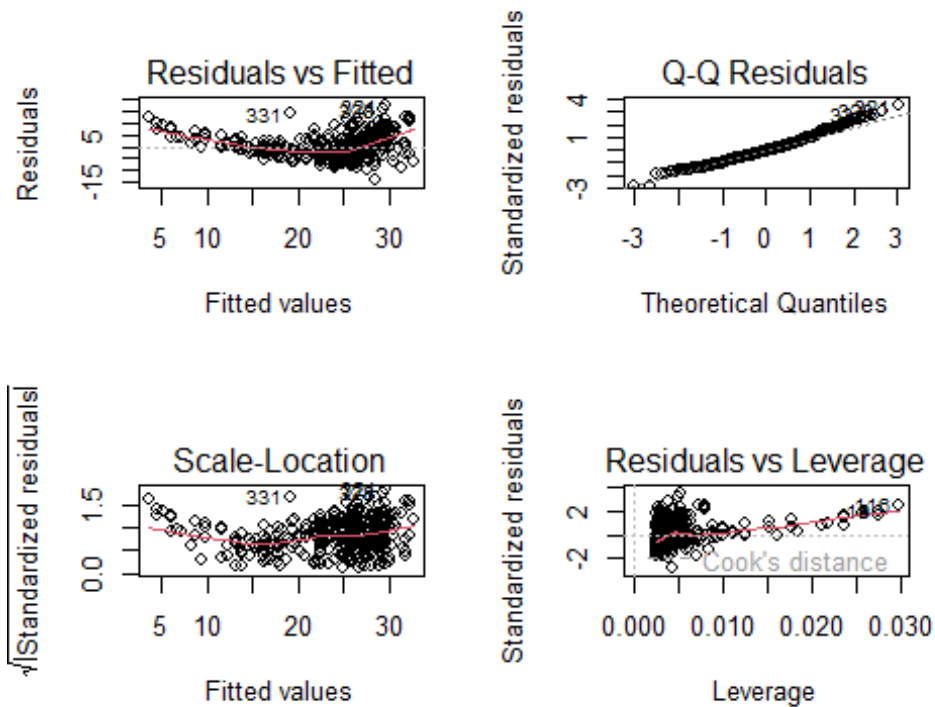 Residuals vs Fitted
Residuals
5
-15
331
5 10 20 30
Fitted values
Q-Q Residuals
Standardized residuals
4
1
-3
-3 -1 0 1 2 3
Theoretical Quantiles
Scale-Location
√|Standardized residuals|
1.5
0.0
331
5 10 20 30
Fitted values
Residuals vs Leverage
Standardized residuals
2
-2
Cook's distance
0.000 0.010 0.020 0.030
Leverage